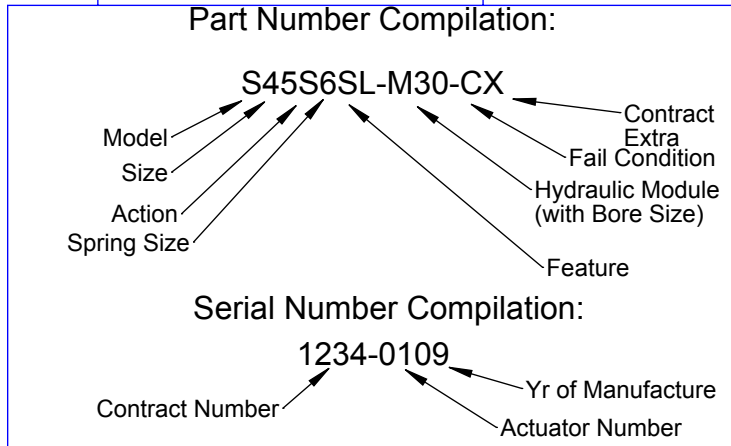 Part Number Compilation:
S45S6SL-M30-CX
Contract
Extra
Model
Fail Condition
Size
Hydraulic Module
(with Bore Size)
Action
Spring Size
Feature
Serial Number Compilation:
1234-0109
Yr of Manufacture
Contract Number
Actuator Number